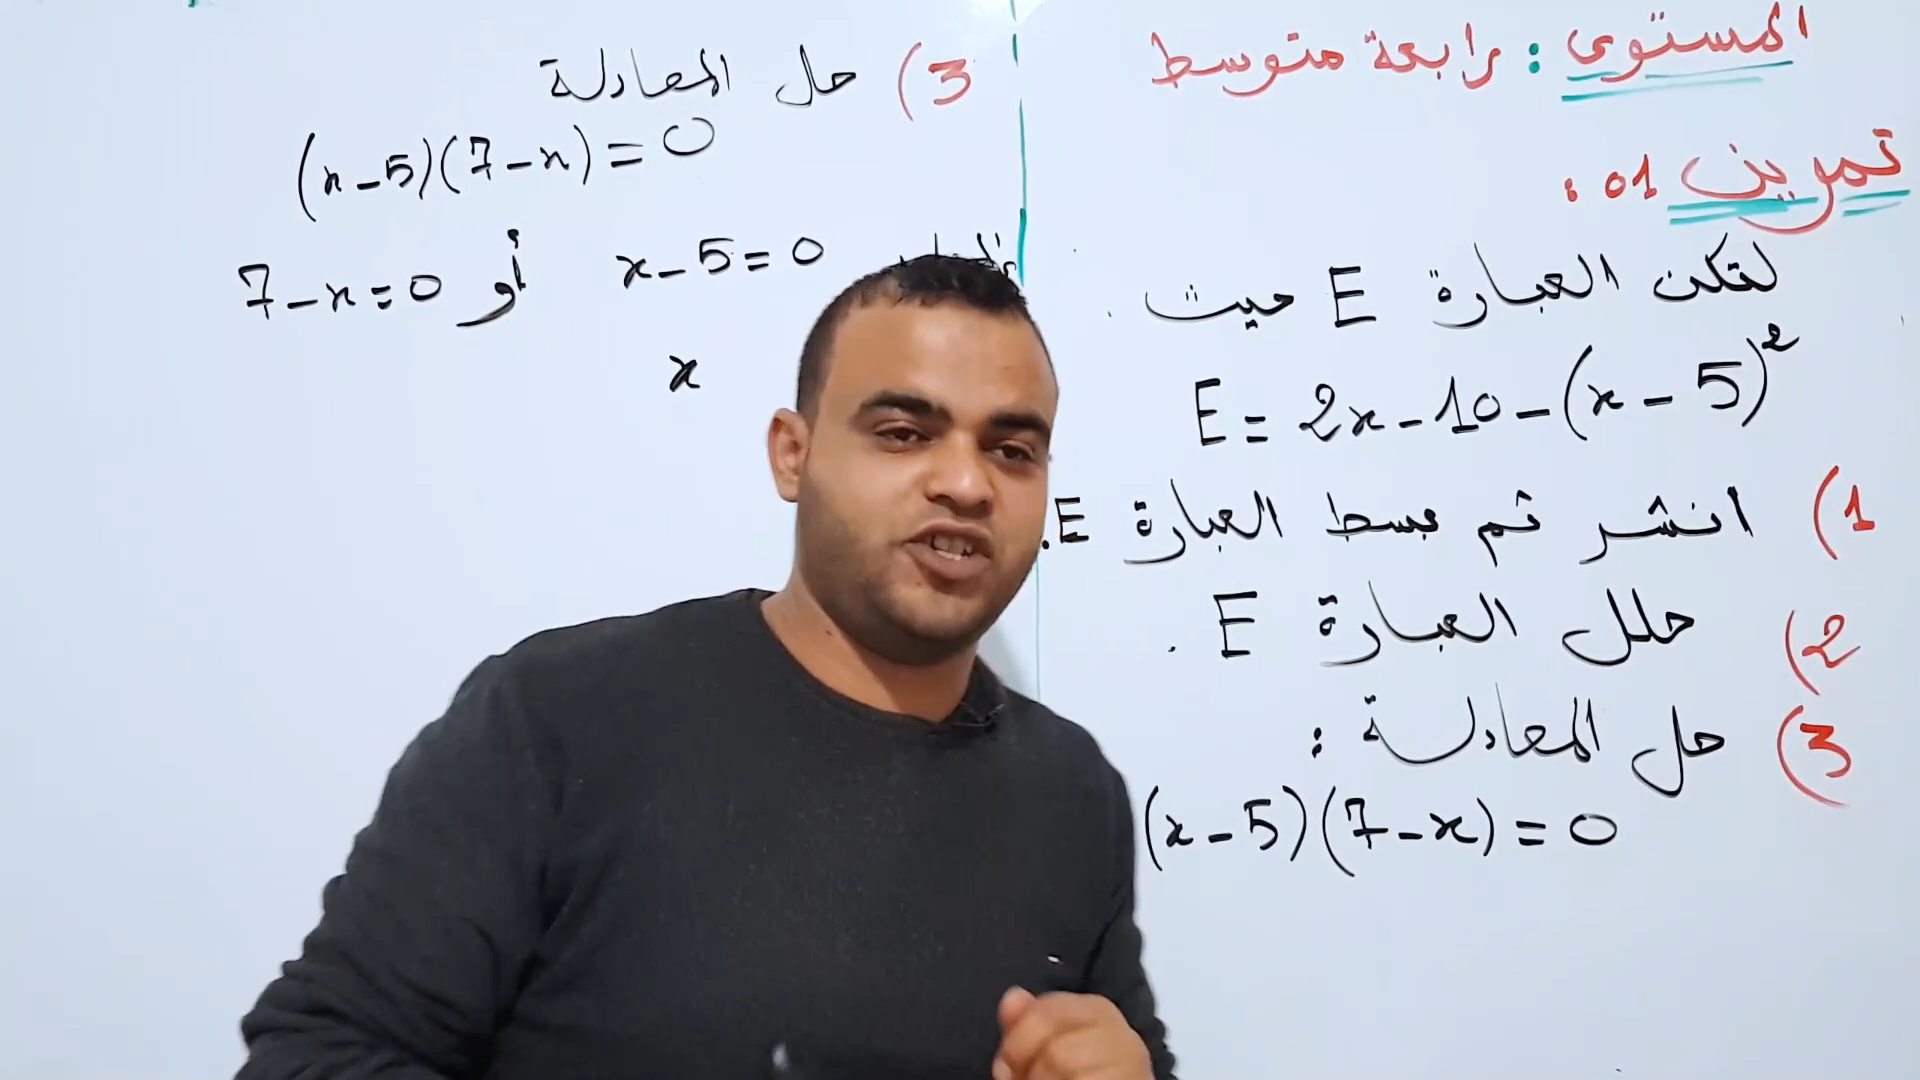 المستوى : رابعة متوسط
تمرين 01 :
لتكن العبارة E حيث
E = 2x - 10 - (x - 5)²
1) انشر ثم بسط العبارة E.
2) حلل العبارة E .
3) حل المعادلة :
(x - 5)(7 - x) = 0
3) حل المعادلة
(x - 5)(7 - x) = 0
x - 5 = 0 أو 7 - x = 0
x